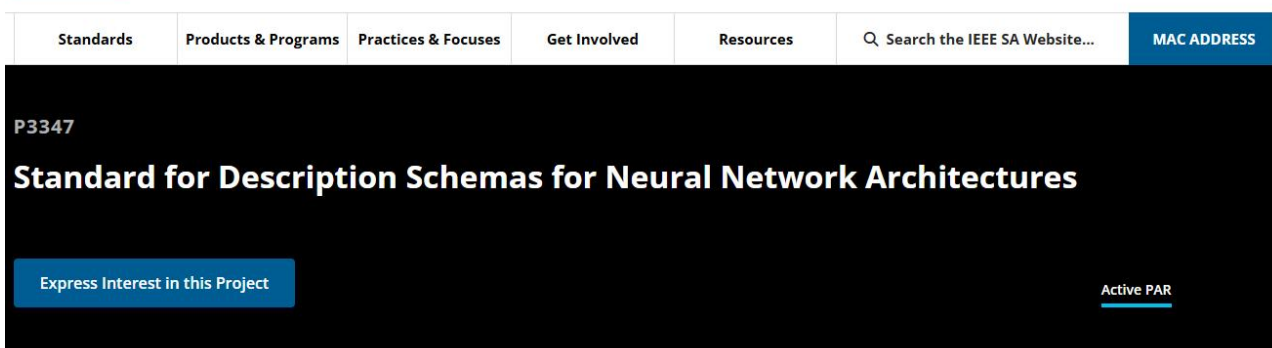 Standards Products & Programs Practices & Focuses Get Involved Resources Search the IEEE SA Website... MAC ADDRESS
P3347
Standard for Description Schemas for Neural Network Architectures
Express Interest in this Project
Active PAR